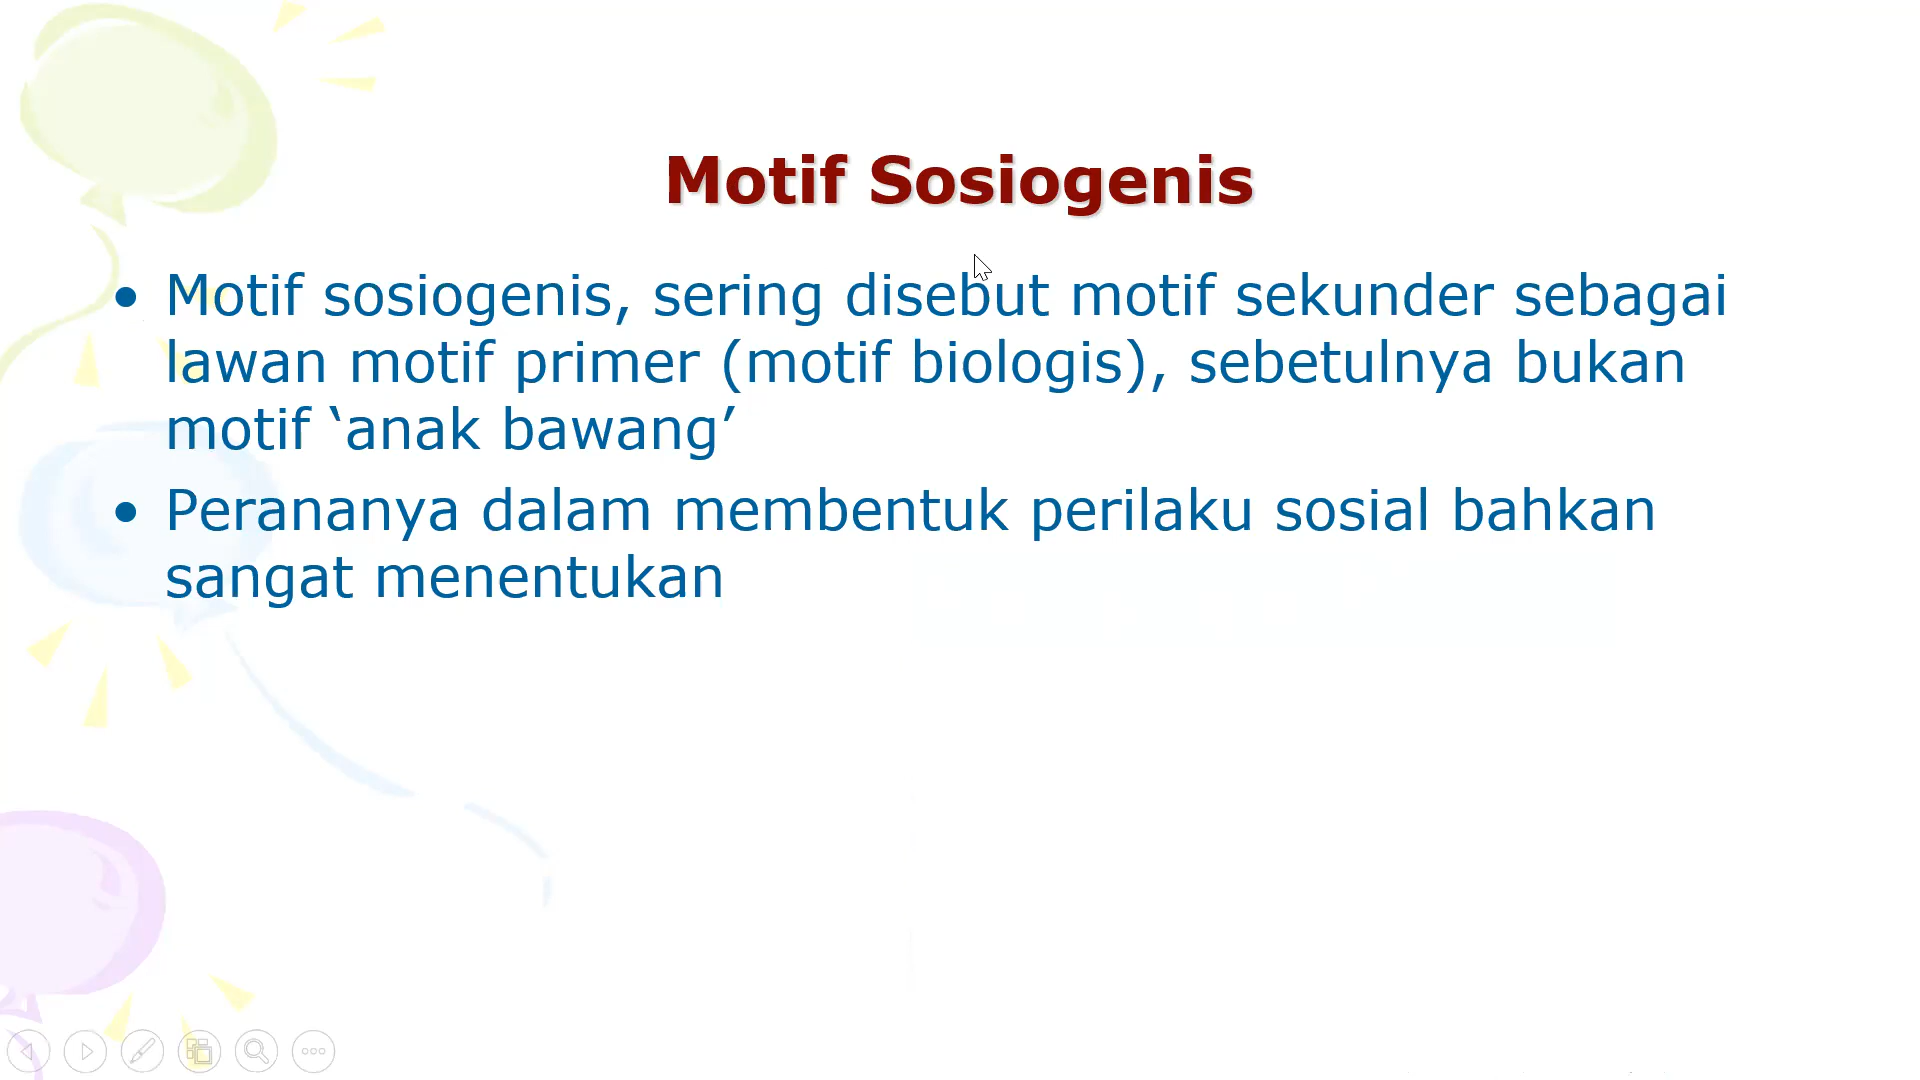 Motif Sosiogenis
• Motif sosiogenis, sering disebut motif sekunder sebagai
lawan motif primer (motif biologis), sebetulnya bukan
motif ‘anak bawang’
• Perananya dalam membentuk perilaku sosial bahkan
sangat menentukan